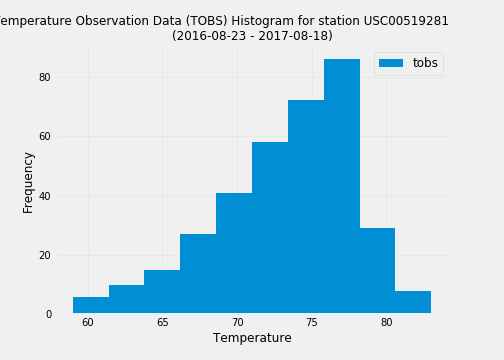 Observation Data (TOBS) Histogram for station USC00519281
(2016-08-23 - 2017-08-18)
tobs
80
60
40
20
0
Frequency
60 65 70 75 80
Temperature